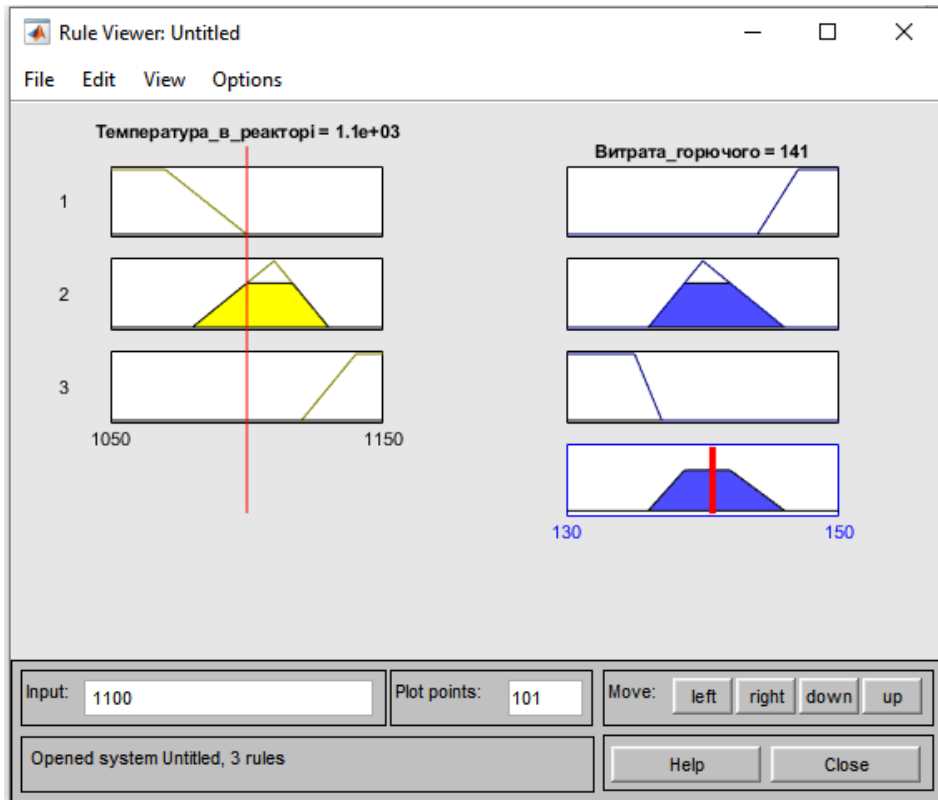 Rule Viewer: Untitled
File Edit View Options
Температура_в_реакторі = 1.1e+03
Витрата_горючого = 141
1
2
3
1050 1150
130 150
Input: 1100
Plot points: 101
Move: left right down up
Opened system Untitled, 3 rules
Help Close